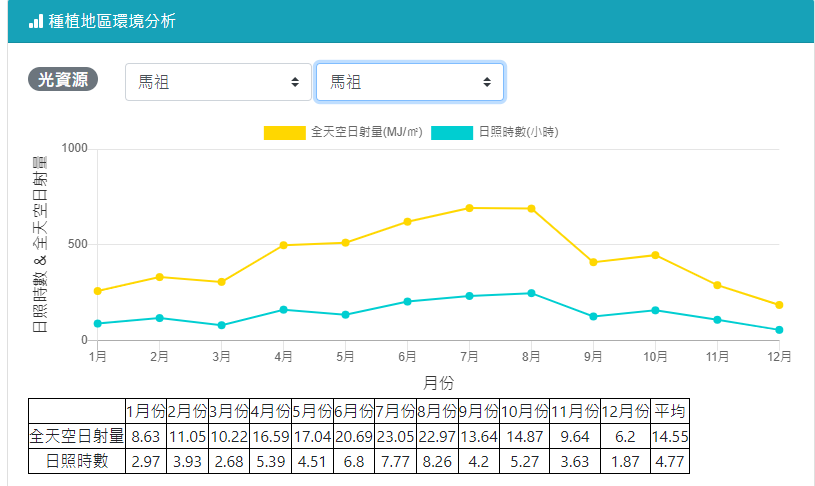 種植地區環境分析
光資源 馬祖 馬祖
全天空日射量(MJ/㎡) 日照時數(小時)
日照時數 & 全天空日射量
1000
500
0
1月 2月 3月 4月 5月 6月 7月 8月 9月 10月 11月 12月
月份
1月份 2月份 3月份 4月份 5月份 6月份 7月份 8月份 9月份 10月份 11月份 12月份 平均
全天空日射量 8.63 11.05 10.22 16.59 17.04 20.69 23.05 22.97 13.64 14.87 9.64 6.2 14.55
日照時數 2.97 3.93 2.68 5.39 4.51 6.8 7.77 8.26 4.2 5.27 3.63 1.87 4.77